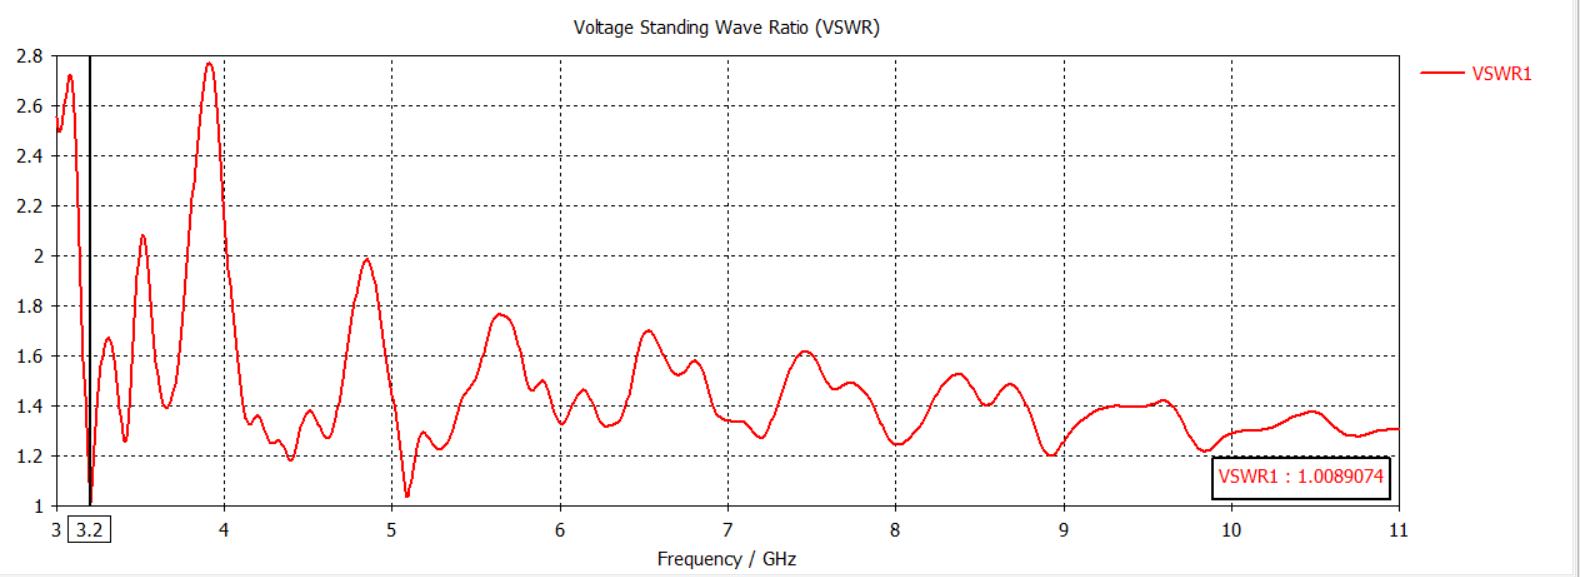 Voltage Standing Wave Ratio (VSWR)
2.8
2.6
2.4
2.2
2
1.8
1.6
1.4
1.2
1
VSWR1
VSWR1 : 1.0089074
3 3.2 4 5 6 7 8 9 10 11
Frequency / GHz